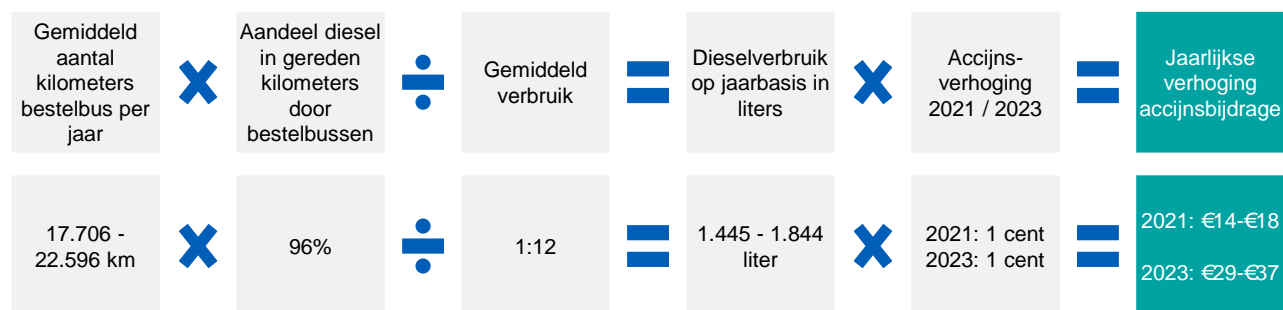 Gemiddeld
aantal
kilometers
bestelbus per
jaar
Aandeel diesel
in gereden
kilometers
door
bestelbussen
Gemiddeld
verbruik
Dieselverbruik
op jaarbasis in
liters
Accijns-
verhoging
2021 / 2023
Jaarlijkse
verhoging
accijnsbijdrage
17.706 -
22.596 km
96%
1:12
1.445 - 1.844
liter
2021: 1 cent
2023: 1 cent
2021: €14-€18
2023: €29-€37